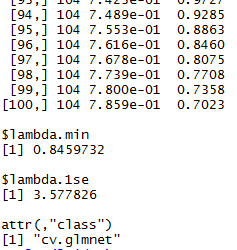 [93,] 104 7.425e-01 0.9727
[94,] 104 7.489e-01 0.9285
[95,] 104 7.553e-01 0.8863
[96,] 104 7.616e-01 0.8460
[97,] 104 7.678e-01 0.8075
[98,] 104 7.739e-01 0.7708
[99,] 104 7.800e-01 0.7358
[100,] 104 7.859e-01 0.7023
$lambda.min
[1] 0.8459732
$lambda.1se
[1] 3.577826
attr(,"class")
[1] "cv.glmnet"